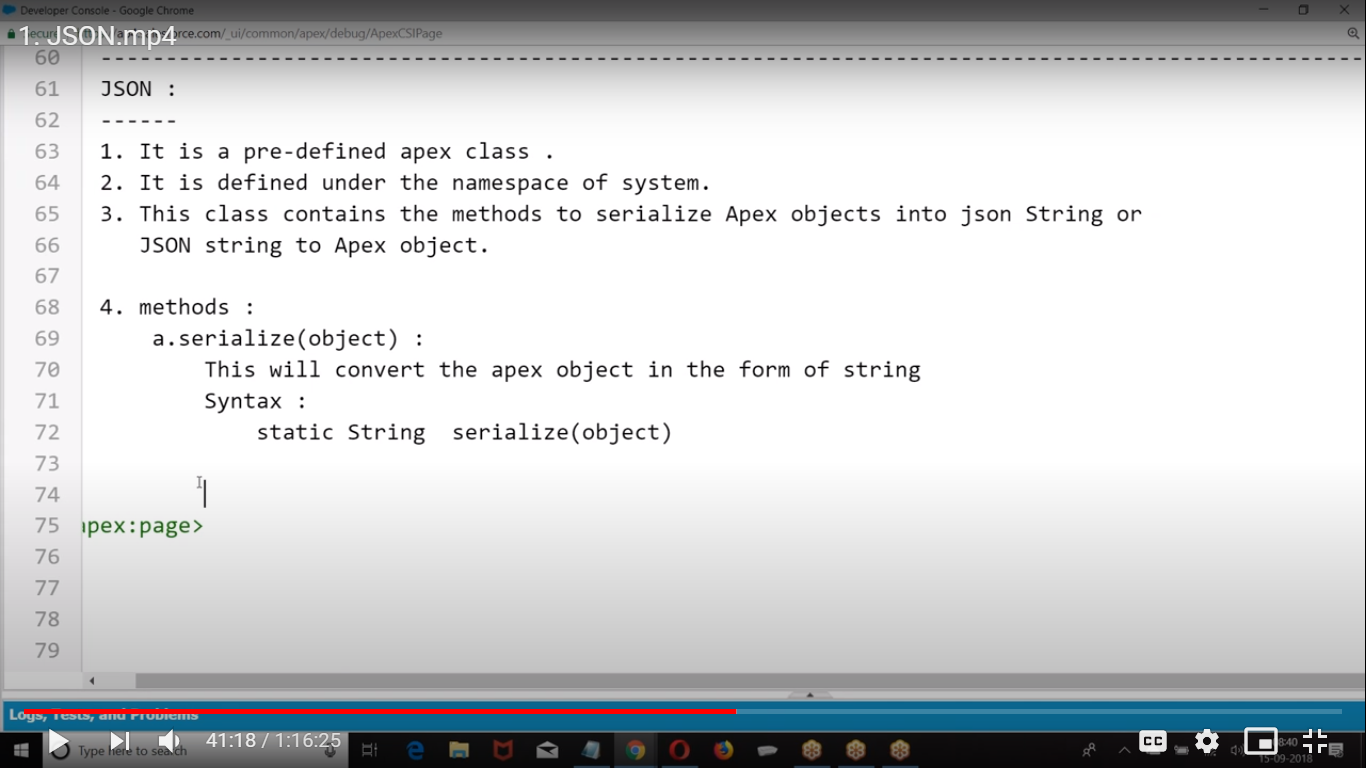 Developer Console - Google Chrome
1. JSON.mp4
force.com/_ui/common/apex/debug/ApexCSIPage
60 ----------------------------------------------------------------------------------------------------
61 JSON :
62 ------
63 1. It is a pre-defined apex class .
64 2. It is defined under the namespace of system.
65 3. This class contains the methods to serialize Apex objects into json String or
66 JSON string to Apex object.
67
68 4. methods :
69 a.serialize(object) :
70 This will convert the apex object in the form of string
71 Syntax :
72 static String serialize(object)
73
74
75 apex:page>
76
77
78
79
Logs, Tests, and Problems
Type here to search
41:18 / 1:16:25
CC
15-09-2018